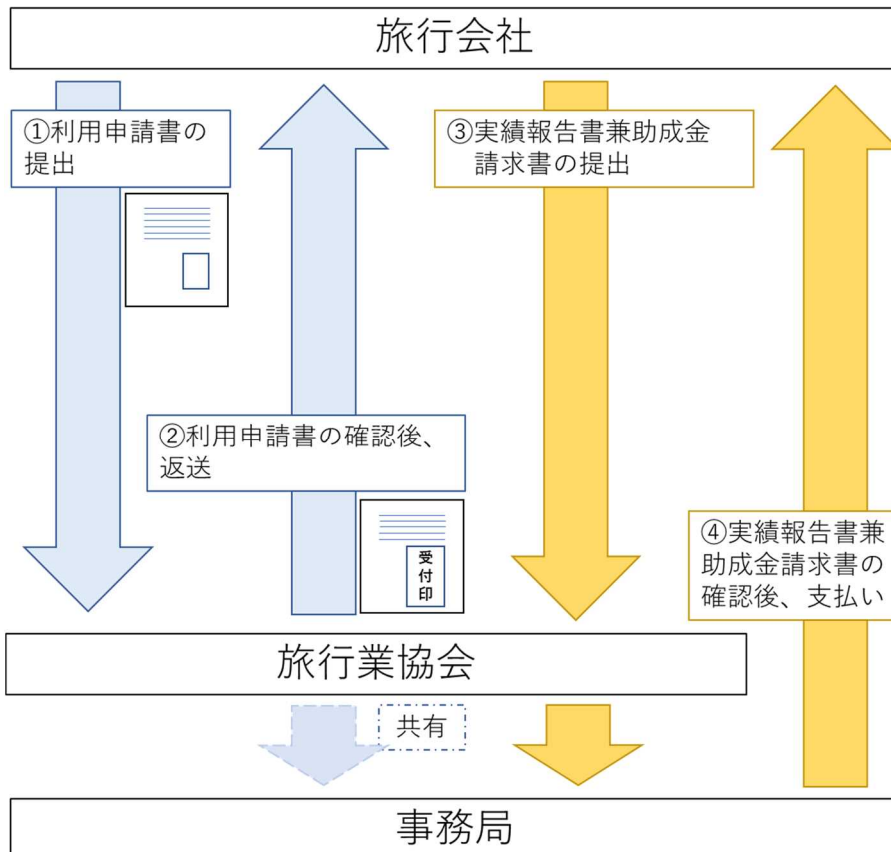 旅行会社
①利用申請書の
提出
③実績報告書兼助成金
請求書の提出
②利用申請書の確認後、
返送
受
付
印
④実績報告書兼
助成金請求書の
確認後、支払い
旅行業協会
共有
事務局